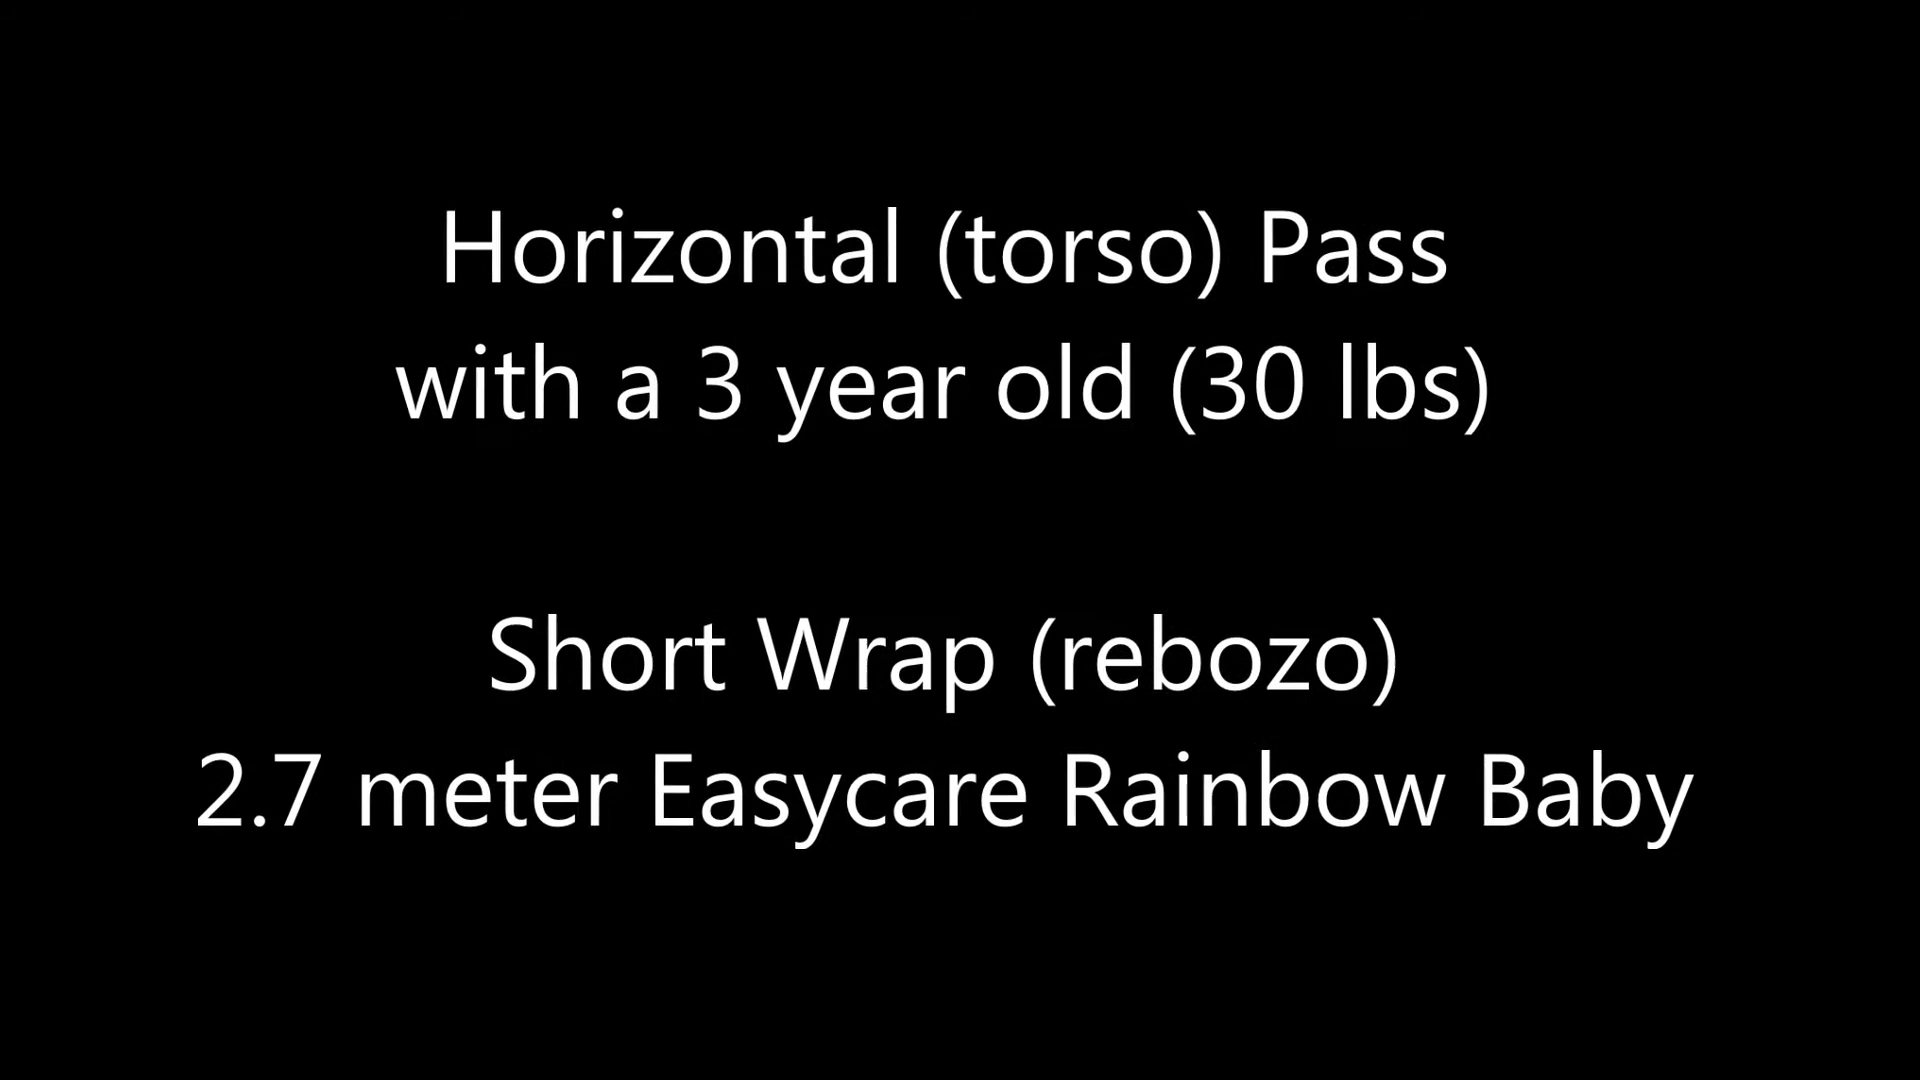 Horizontal (torso) Pass
with a 3 year old (30 lbs)
Short Wrap (rebozo)
2.7 meter Easycare Rainbow Baby